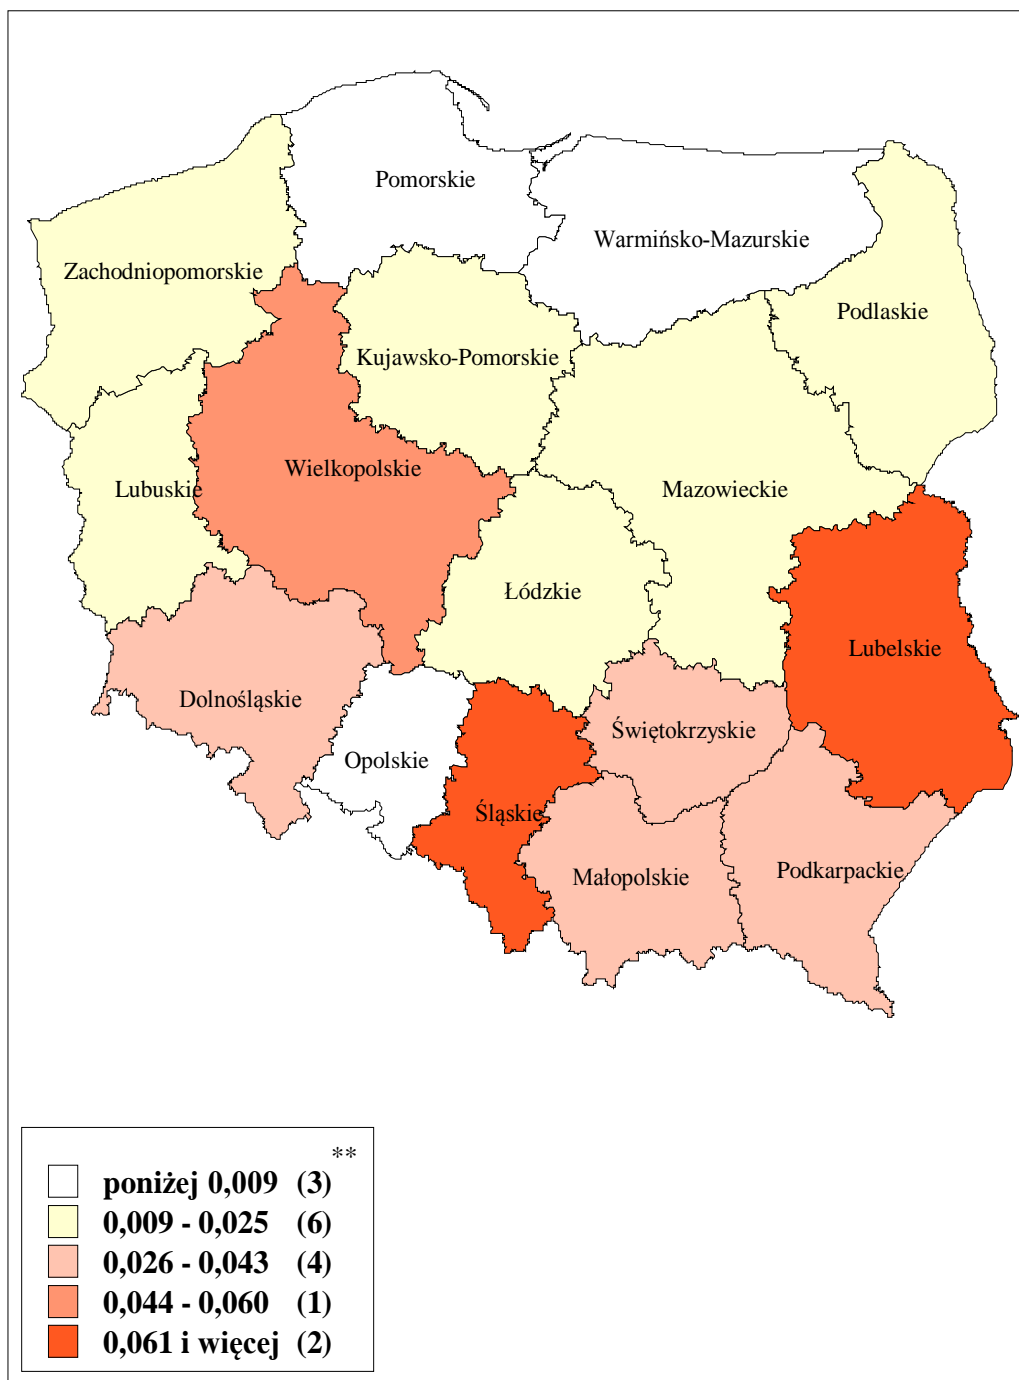 Pomorskie
Warmińsko-Mazurskie
Zachodniopomorskie
Podlaskie
Kujawsko-Pomorskie
Wielkopolskie
Lubuskie
Mazowieckie
Łódzkie
Lubelskie
Dolnośląskie
Świętokrzyskie
Opolskie
Śląskie
Podkarpackie
Małopolskie
**
poniżej 0,009 (3)
0,009 - 0,025 (6)
0,026 - 0,043 (4)
0,044 - 0,060 (1)
0,061 i więcej (2)